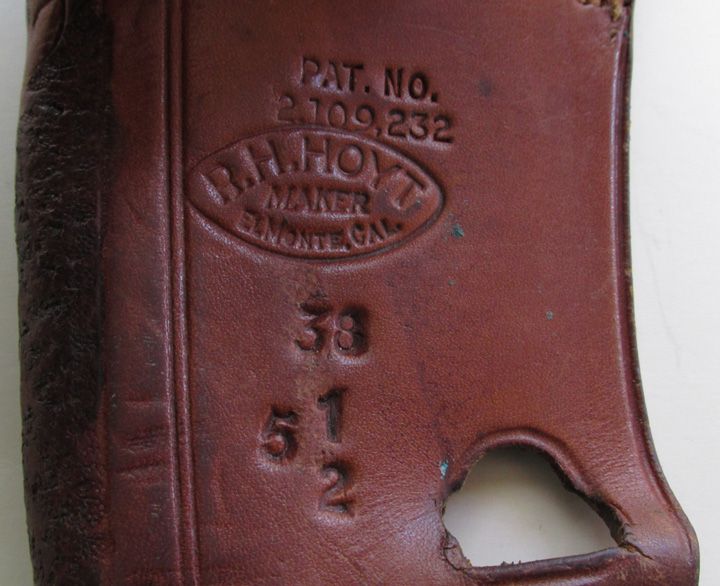 PAT. NO.
2,109,232
R.H. HOYT
MAKER
EL MONTE, CAL.
38
5 1
2